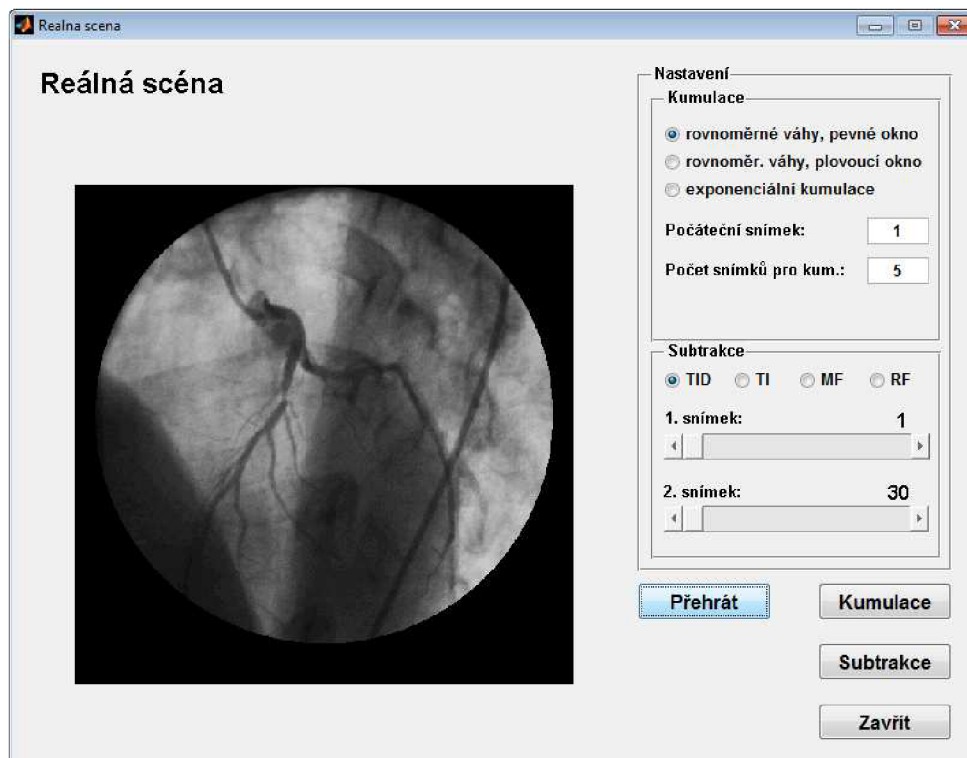 Realna scena
Reálná scéna
Nastavení
Kumulace
rovnoměrné váhy, pevné okno
rovnoměr. váhy, plovoucí okno
exponenciální kumulace
Počáteční snímek: 1
Počet snímků pro kum.: 5
Subtrakce
TID TI MF RF
1. snímek: 1
2. snímek: 30
Přehrát Kumulace
Subtrakce
Zavřít